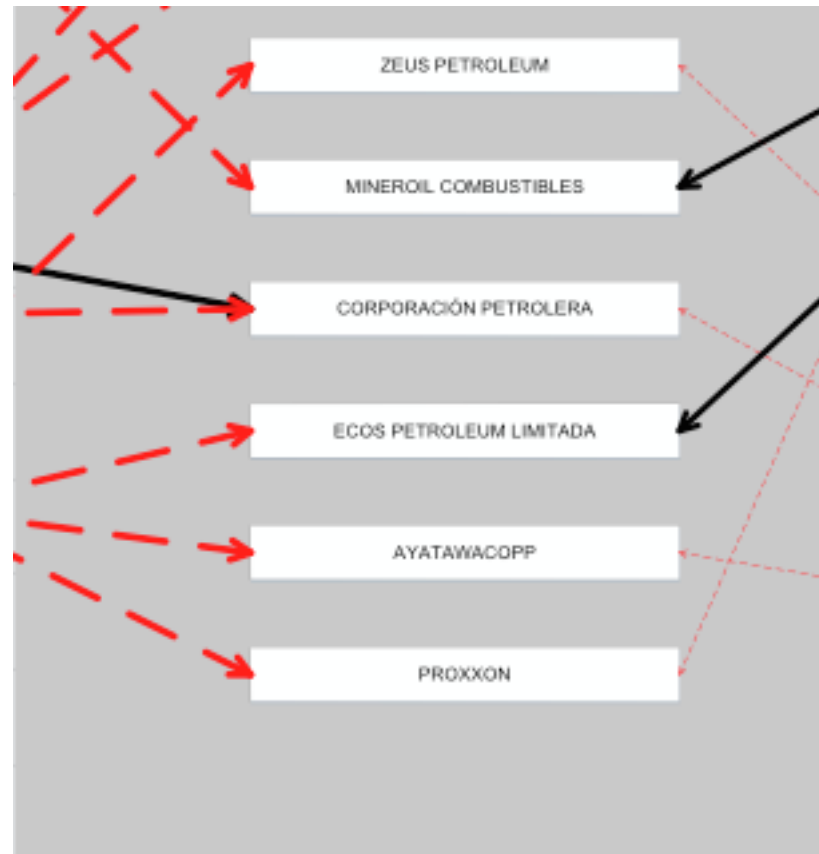 ZEUS PETROLEUM
MINEROIL COMBUSTIBLES
CORPORACIÓN PETROLERA
ECOS PETROLEUM LIMITADA
AYATAWACOPP
PROXXON